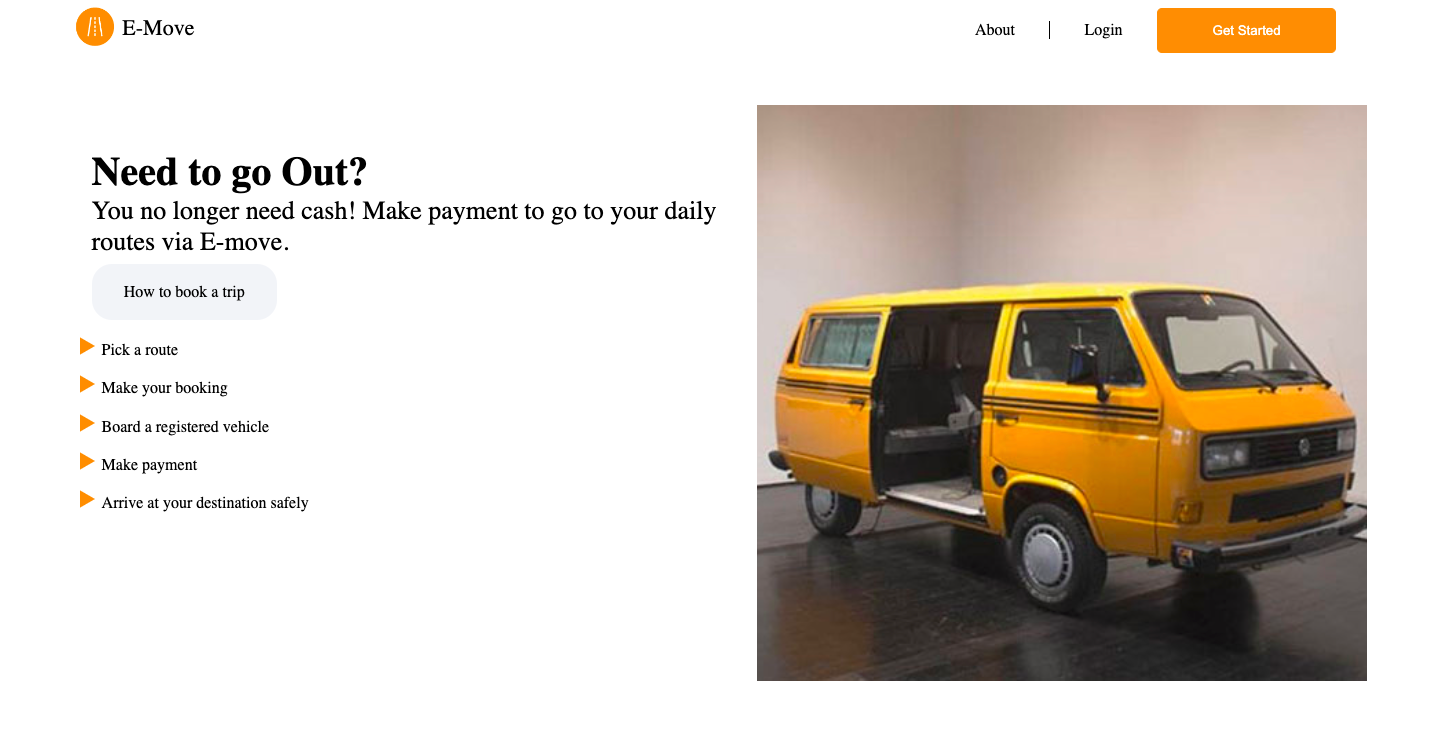 E-Move
About
Login
Get Started
Need to go Out?
You no longer need cash! Make payment to go to your daily
routes via E-move.
How to book a trip
Pick a route
Make your booking
Board a registered vehicle
Make payment
Arrive at your destination safely